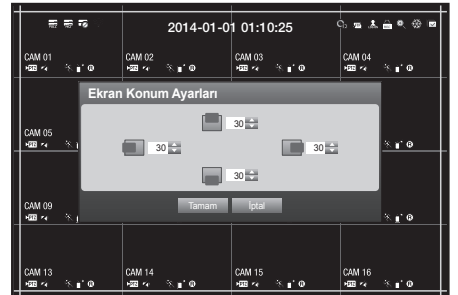 2014-01-01 01:10:25
CAM 01 CAM 02 CAM 03 CAM 04
Ekran Konum Ayarları
30
CAM 05
30 30
30
CAM 09
Tamam İptal
CAM 13 CAM 14 CAM 15 CAM 16